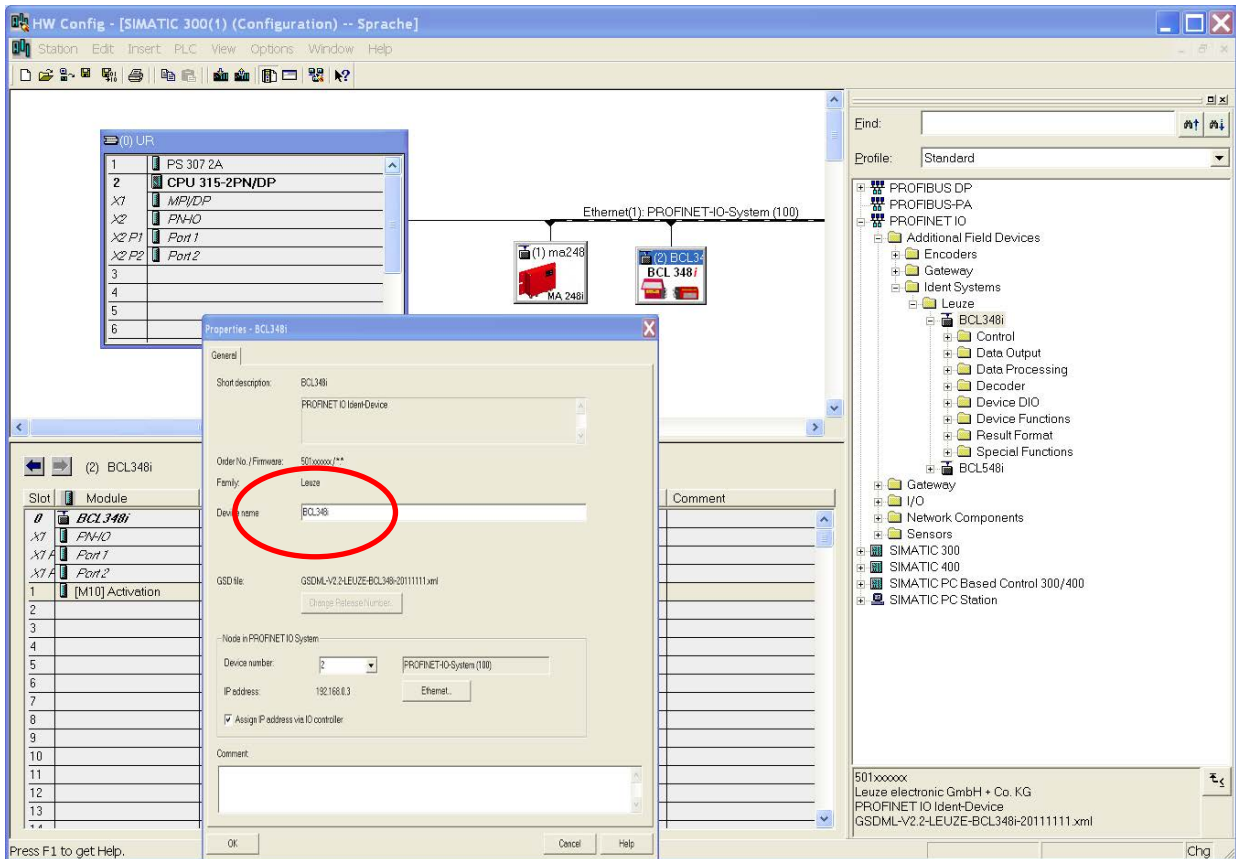 HW Config - [SIMATIC 300(1) (Configuration) -- Sprache]
Station Edit Insert PLC View Options Window Help
(0) UR
1 PS 307 2A
2 CPU 315-2PN/DP
X1 MPI/DP
X2 PN-IO
X2 P1 Port 1
X2 P2 Port 2
3
4
5
6
Ethernet(1): PROFINET-IO-System (100)
(1) ma248
MA 248i
(2) BCL34
BCL 348i
Find:
Profile: Standard
PROFIBUS DP
PROFIBUS-PA
PROFINET IO
Additional Field Devices
Encoders
Gateway
Ident Systems
Leuze
BCL348i
Control
Data Output
Data Processing
Decoder
Device DIO
Device Functions
Result Format
Special Functions
BCL548i
Gateway
I/O
Network Components
Sensors
SIMATIC 300
SIMATIC 400
SIMATIC PC Based Control 300/400
SIMATIC PC Station
501xxxxxx
Leuze electronic GmbH + Co. KG
PROFINET IO Ident-Device
GSDML-V2.2-LEUZE-BCL348i-20111111.xml
(2) BCL348i
Slot Module Comment
0 BCL348i
X1 PN-IO
X1 P Port 1
X1 P Port 2
1 [M10] Activation
2
3
4
5
6
7
8
9
10
11
12
13
Properties - BCL348i
General
Short description: BCL348i
PROFINET IO Ident-Device
Order No. / Firmware: 501xxxxxx/*.*
Family: Leuze
Device name BCL348i
GSD file: GSDML-V2.2-LEUZE-BCL348i-20111111.xml
Change Release Number...
Node in PROFINET IO System
Device number: 2 PROFINET-IO-System (100)
IP address: 192.168.0.3 Ethernet...
Assign IP address via IO controller
Comment:
OK Cancel Help
Press F1 to get Help.
Chg